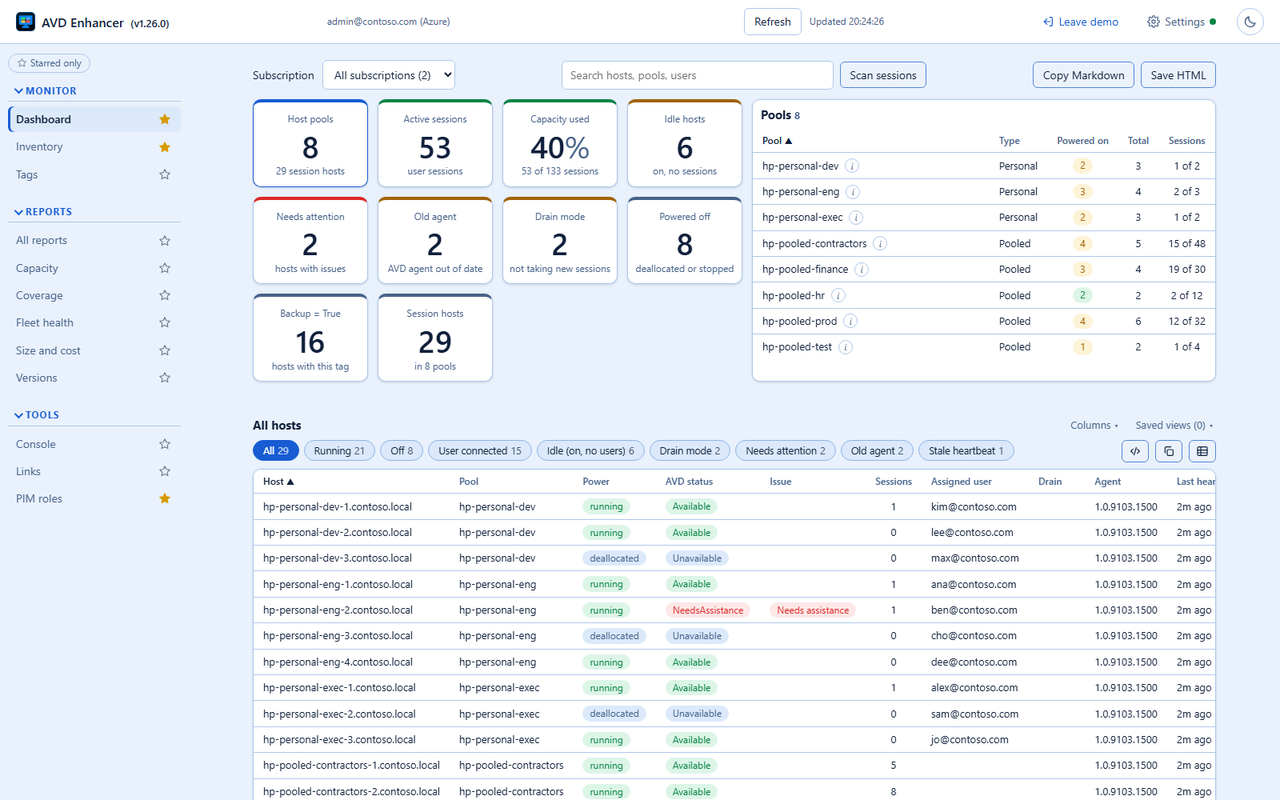 AVD Enhancer (v1.26.0)
admin@contoso.com (Azure)
Refresh
Updated 20:24:26
Leave demo
Settings
Starred only
MONITOR
Dashboard
Inventory
Tags
REPORTS
All reports
Capacity
Coverage
Fleet health
Size and cost
Versions
TOOLS
Console
Links
PIM roles
Subscription
All subscriptions (2)
Search hosts, pools, users
Scan sessions
Copy Markdown
Save HTML
Host pools
8
29 session hosts
Active sessions
53
user sessions
Capacity used
40%
53 of 133 sessions
Idle hosts
6
on, no sessions
Needs attention
2
hosts with issues
Old agent
2
AVD agent out of date
Drain mode
2
not taking new sessions
Powered off
8
deallocated or stopped
Backup = True
16
hosts with this tag
Session hosts
29
in 8 pools
Pools 8
Pool ▲ Type Powered on Total Sessions
hp-personal-dev i Personal 2 3 1 of 2
hp-personal-eng i Personal 3 4 2 of 3
hp-personal-exec i Personal 2 3 1 of 2
hp-pooled-contractors i Pooled 4 5 15 of 48
hp-pooled-finance i Pooled 3 4 19 of 30
hp-pooled-hr i Pooled 2 2 2 of 12
hp-pooled-prod i Pooled 4 6 12 of 32
hp-pooled-test i Pooled 1 2 1 of 4
All hosts
Columns
Saved views (0)
All 29 Running 21 Off 8 User connected 15 Idle (on, no users) 6 Drain mode 2 Needs attention 2 Old agent 2 Stale heartbeat 1
Host ▲ Pool Power AVD status Issue Sessions Assigned user Drain Agent Last hear
hp-personal-dev-1.contoso.local hp-personal-dev running Available 1 kim@contoso.com 1.0.9103.1500 2m ago
hp-personal-dev-2.contoso.local hp-personal-dev running Available 0 lee@contoso.com 1.0.9103.1500 2m ago
hp-personal-dev-3.contoso.local hp-personal-dev deallocated Unavailable 0 max@contoso.com 1.0.9103.1500 2m ago
hp-personal-eng-1.contoso.local hp-personal-eng running Available 1 ana@contoso.com 1.0.9103.1500 2m ago
hp-personal-eng-2.contoso.local hp-personal-eng running NeedsAssistance Needs assistance 1 ben@contoso.com 1.0.9103.1500 2m ago
hp-personal-eng-3.contoso.local hp-personal-eng deallocated Unavailable 0 cho@contoso.com 1.0.9103.1500 2m ago
hp-personal-eng-4.contoso.local hp-personal-eng running Available 0 dee@contoso.com 1.0.9103.1500 2m ago
hp-personal-exec-1.contoso.local hp-personal-exec running Available 1 alex@contoso.com 1.0.9103.1500 2m ago
hp-personal-exec-2.contoso.local hp-personal-exec deallocated Unavailable 0 sam@contoso.com 1.0.9103.1500 2m ago
hp-personal-exec-3.contoso.local hp-personal-exec running Available 0 jo@contoso.com 1.0.9103.1500 2m ago
hp-pooled-contractors-1.contoso.local hp-pooled-contractors running Available 5 1.0.9103.1500 2m ago
hp-pooled-contractors-2.contoso.local hp-pooled-contractors running Available 8 1.0.9103.1500 2m ago